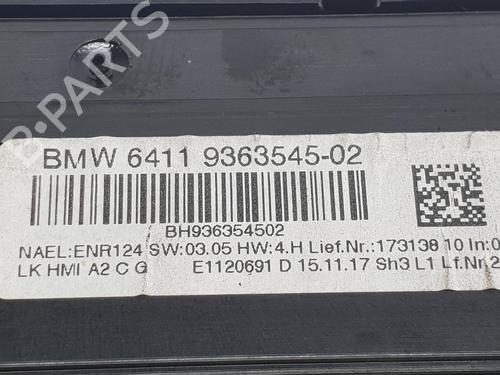 B-PARTS
BMW 6411 9363545-02
BH936354502
NAEL:ENR124 SW:03.05 HW:4.H Lief.Nr.:173138 10 In:0
LK HMI A2 C G E1120691 D 15.11.17 Sh3 L1 Lf.Nr 2